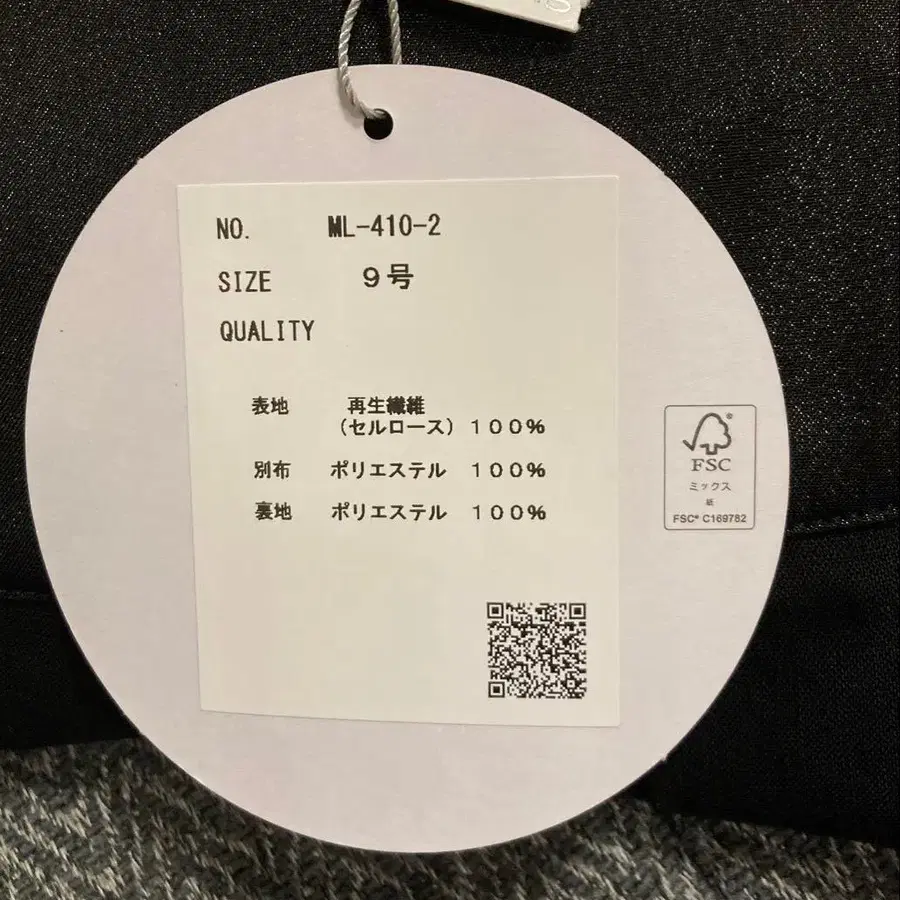 NO. ML-410-2
SIZE 9号
QUALITY
表地 再生繊維
(セルロース) 100%
別布 ポリエステル 100%
裏地 ポリエステル 100%
FSC®
ミックス
紙
FSC® C169782